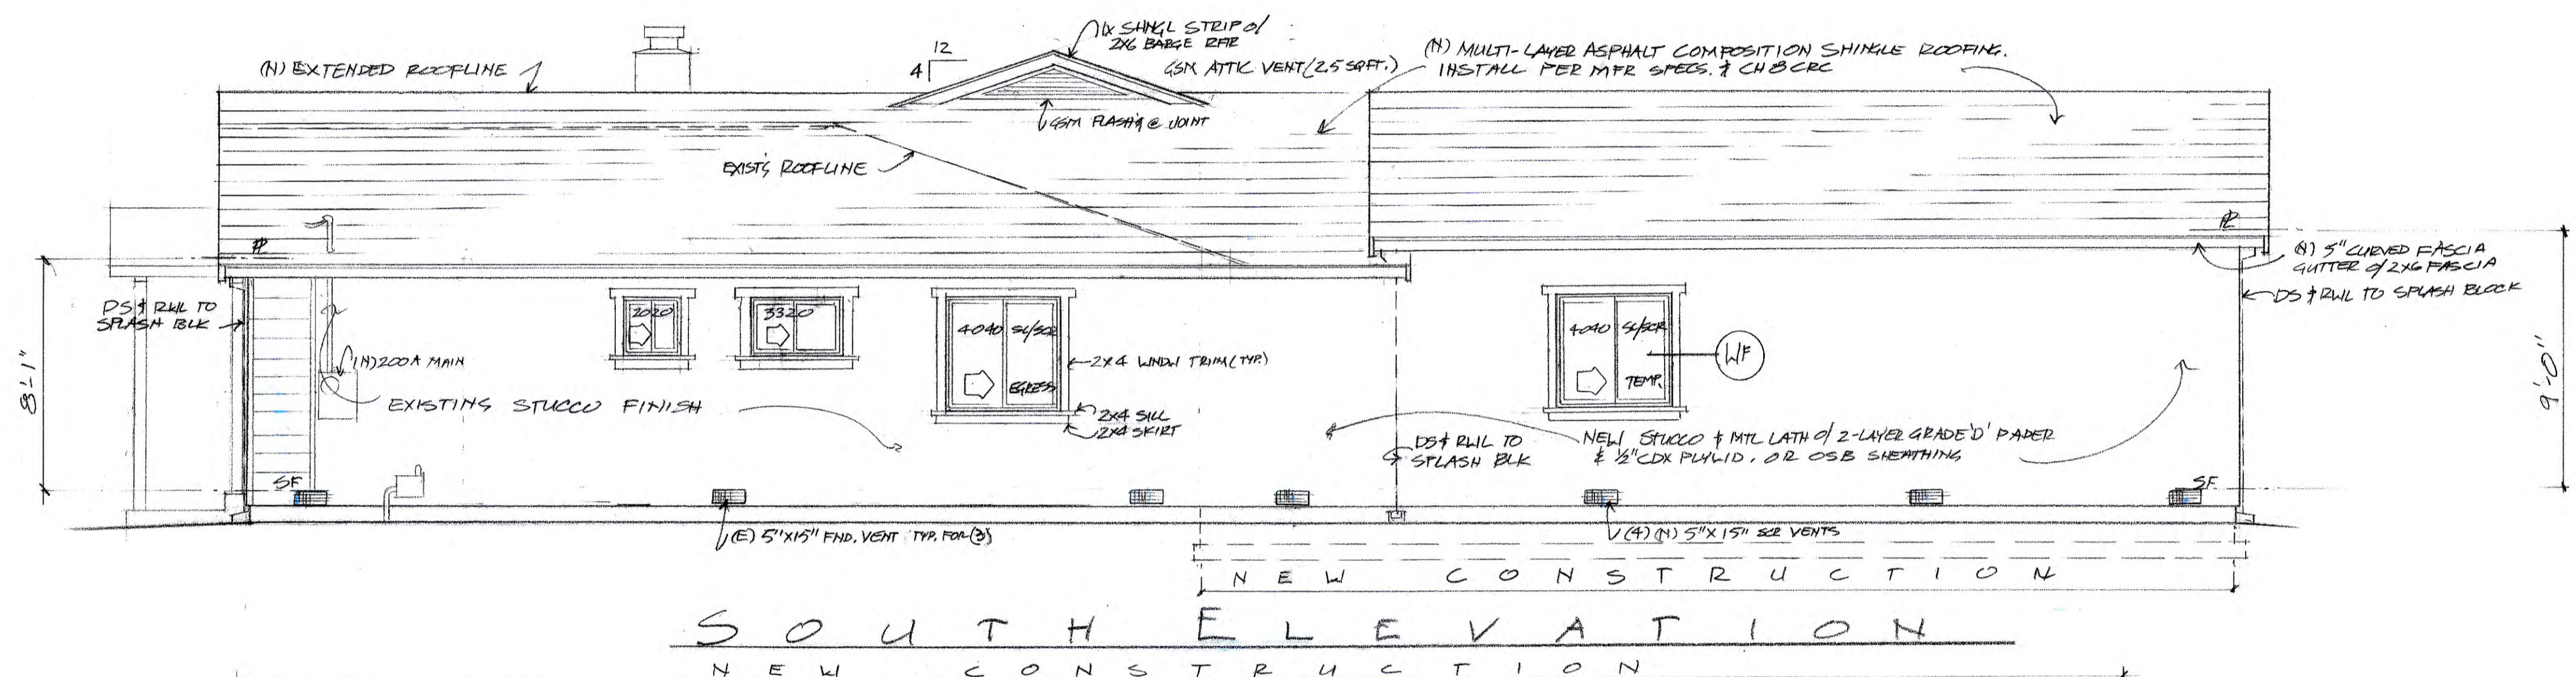 1X SHNGL STRIP O/
2X6 BARGE RFR
12
4
(N) EXTENDED ROOFLINE
GSM ATTIC VENT (2.5 SQFT.)
(N) MULTI-LAYER ASPHALT COMPOSITION SHINGLE ROOFING.
INSTALL PER MFR SPECS. & CH 8 CRC
GSM FLASH'G @ JOINT
EXIST'G ROOFLINE
PL
PL
(N) 5" CURVED FASCIA
GUTTER O/ 2X6 FASCIA
DS & RWL TO SPLASH BLOCK
DS & RWL TO
SPLASH BLK
2020
3320
4040 SL/SCR
EGRESS
4040 SL/SCR
TEMP.
WF
(N) 200A MAIN
2X4 WNDW TRIM (TYP.)
8'-1"
9'-0"
EXISTING STUCCO FINISH
2X4 SILL
2X4 SKIRT
DS & RWL TO
SPLASH BLK
NEW STUCCO & MTL LATH O/ 2-LAYER GRADE 'D' PAPER
& 1/2" CDX PLYWD. OR OSB SHEATHING
SF
SF
(E) 5"X15" FND. VENT TYP. FOR (3)
(4) (N) 5"X15" SCR VENTS
NEW CONSTRUCTION
SOUTH ELEVATION
NEW CONSTRUCTION